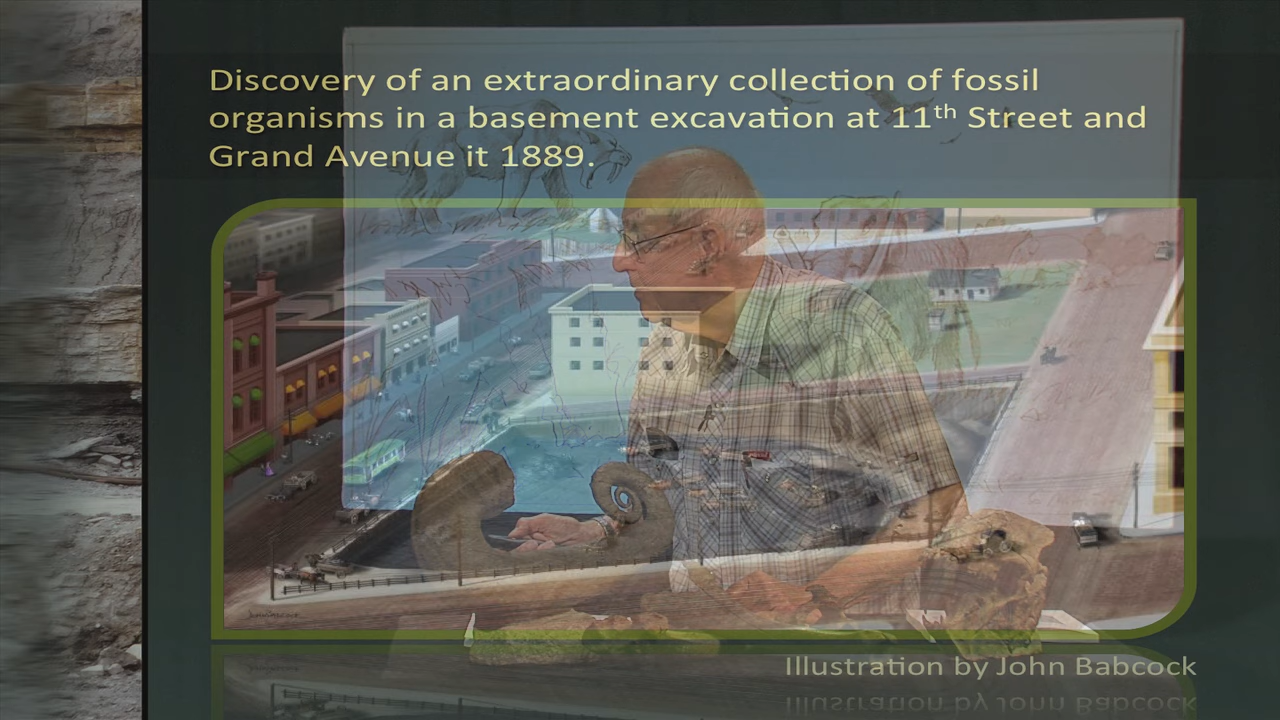 Discovery of an extraordinary collection of fossil
organisms in a basement excavation at 11th Street and
Grand Avenue it 1889.
Illustration by John Babcock